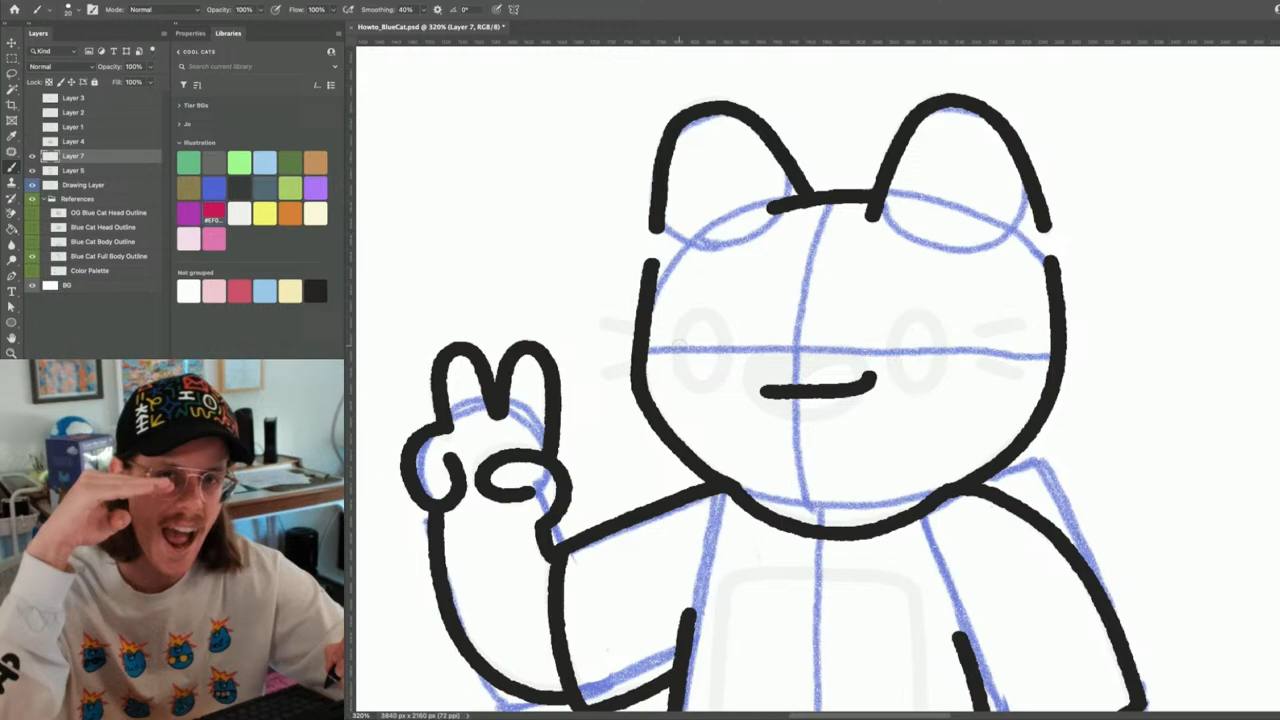 20 Mode: Normal Opacity: 100% Flow: 100% Smoothing: 40% 0°
Layers
Properties Libraries
Howto_BlueCat.psd @ 320% (Layer 7, RGB/8) *
Kind
COOL CATS
Normal Opacity: 100%
Search current library
Lock: Fill: 100%
Layer 3
Layer 2
Tier BGs
Layer 1
Jo
Layer 4
Illustration
Layer 7
Layer 5
Drawing Layer
References
OG Blue Cat Head Outline
#EF0...
Blue Cat Head Outline
Blue Cat Body Outline
Blue Cat Full Body Outline
Color Palette
Not grouped
BG
320% 3840 px x 2160 px (72 ppi)